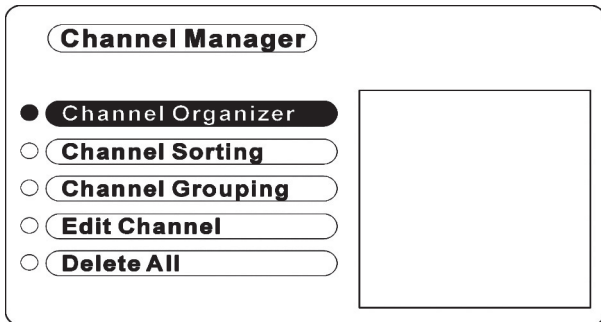 Channel Manager
Channel Organizer
Channel Sorting
Channel Grouping
Edit Channel
Delete All